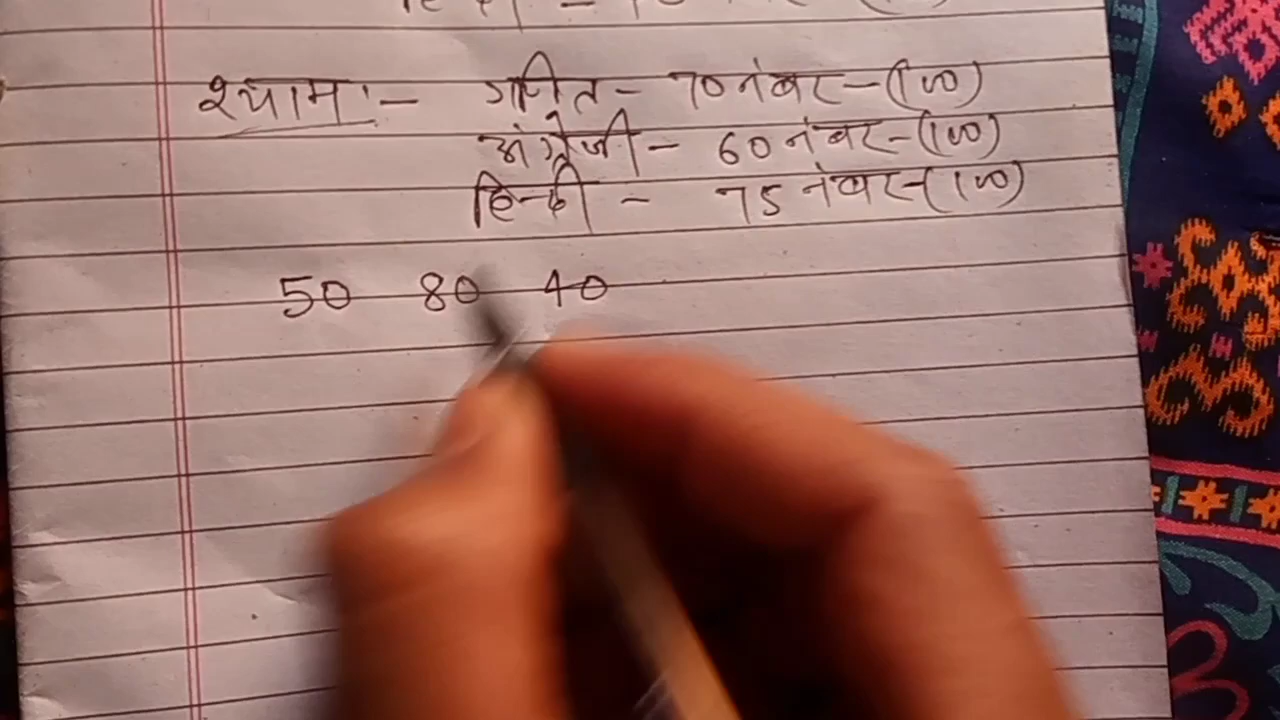 श्याम :- गणित - 70 नंबर - (100)
अंग्रेजी - 60 नंबर - (100)
हिन्दी - 75 नंबर - (100)
50 80 40